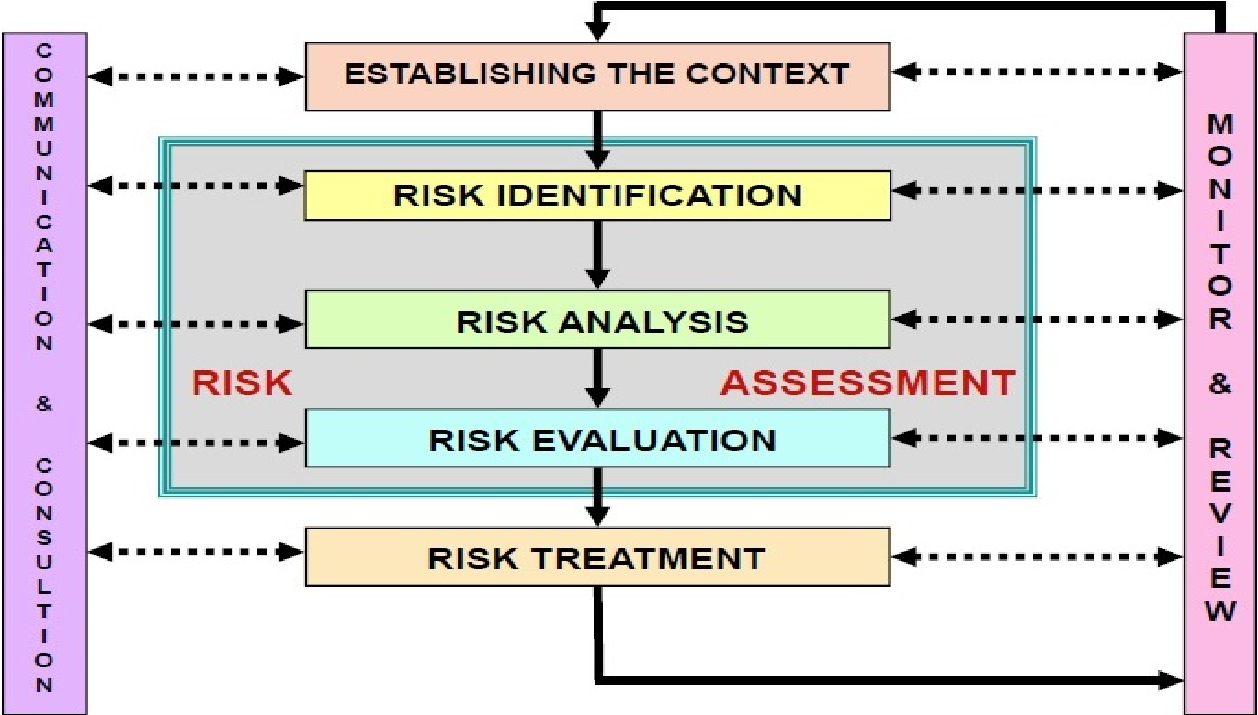 COMMUNICATION & CONSULTION
ESTABLISHING THE CONTEXT
RISK IDENTIFICATION
RISK ANALYSIS
RISK ASSESSMENT
RISK EVALUATION
RISK TREATMENT
MONITOR & REVIEW